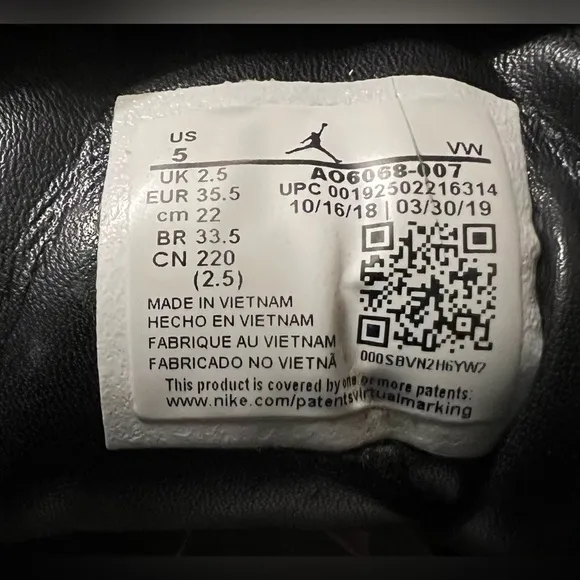 US
5
VW
UK 2.5
AO6068-007
EUR 35.5
UPC 00192502216314
cm 22
10/16/18 | 03/30/19
BR 33.5
CN 220
(2.5)
MADE IN VIETNAM
HECHO EN VIETNAM
FABRIQUE AU VIETNAM
FABRICADO NO VIETNÃ
000SBVN2H6YW7
This product is covered by one or more patents:
www.nike.com/patentsvirtualmarking